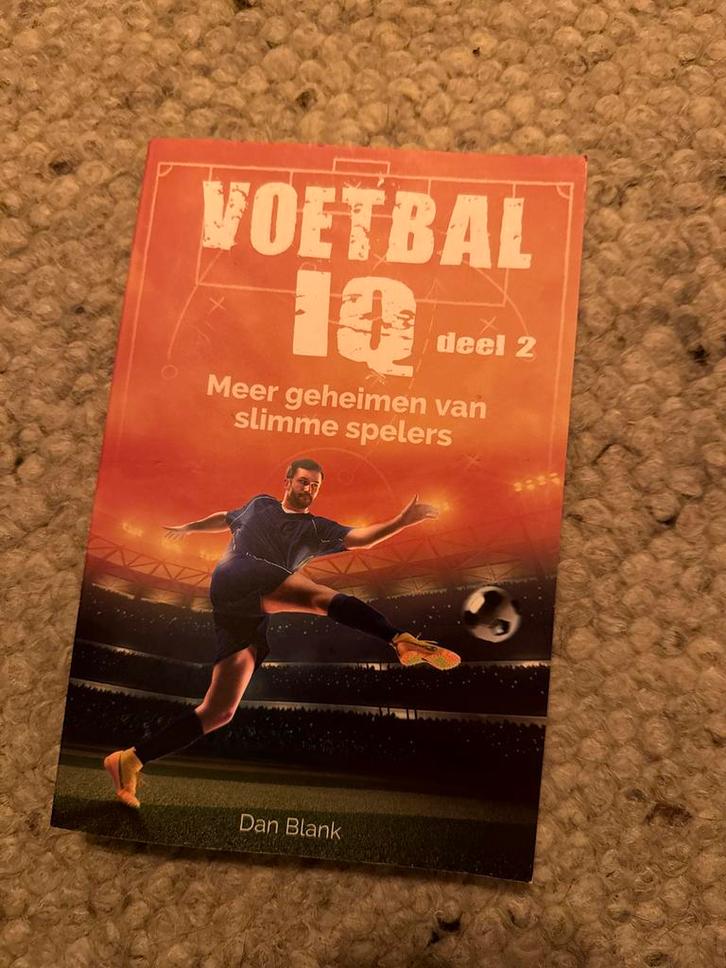 VOETBAL
IQ deel 2
Meer geheimen van
slimme spelers
Dan Blank